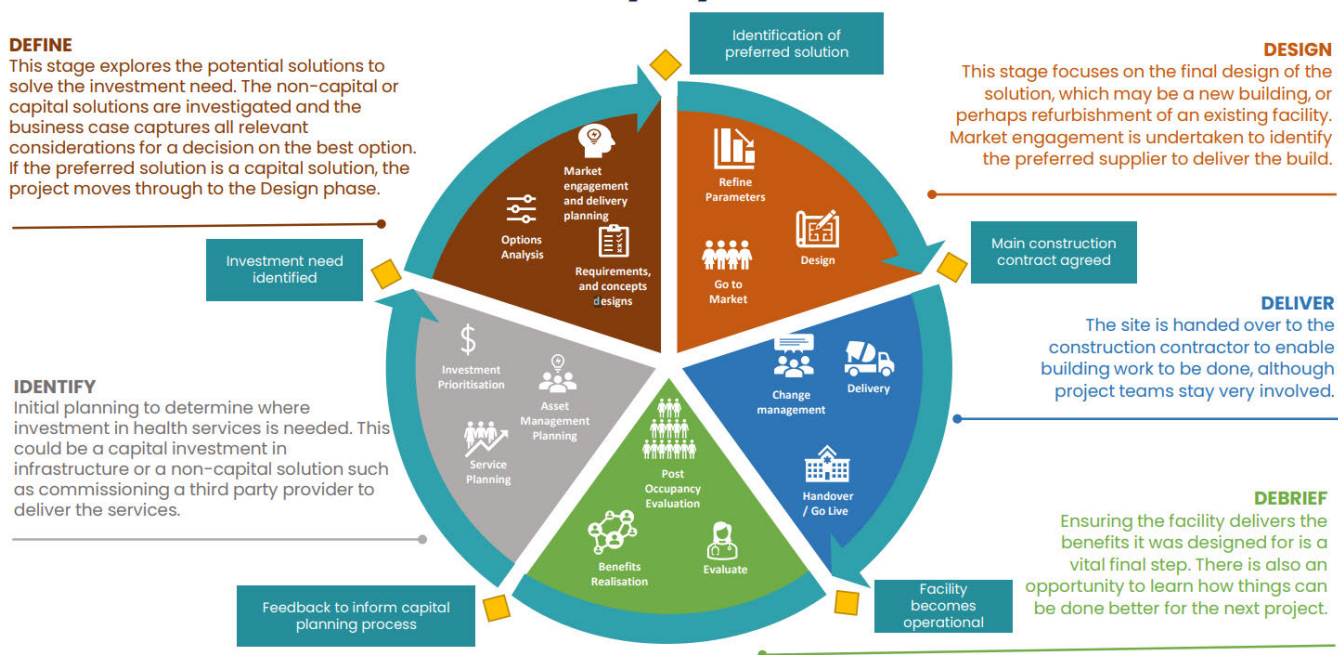 DEFINE
This stage explores the potential solutions to
solve the investment need. The non-capital or
capital solutions are investigated and the
business case captures all relevant
considerations for a decision on the best option.
If the preferred solution is a capital solution, the
project moves through to the Design phase.
Identification of
preferred solution
DESIGN
This stage focuses on the final design of the
solution, which may be a new building, or
perhaps refurbishment of an existing facility.
Market engagement is undertaken to identify
the preferred supplier to deliver the build.
Market
engagement
and delivery
planning
Options
Analysis
Requirements,
and concepts
designs
Refine
Parameters
Design
Go to
Market
Investment need
identified
Main construction
contract agreed
IDENTIFY
Initial planning to determine where
investment in health services is needed. This
could be a capital investment in
infrastructure or a non-capital solution such
as commissioning a third party provider to
deliver the services.
$
Investment
Prioritisation
Asset
Management
Planning
Service
Planning
Change
management
Delivery
Handover
/ Go Live
DELIVER
The site is handed over to the
construction contractor to enable
building work to be done, although
project teams stay very involved.
Post
Occupancy
Evaluation
Benefits
Realisation
Evaluate
DEBRIEF
Ensuring the facility delivers the
benefits it was designed for is a
vital final step. There is also an
opportunity to learn how things can
be done better for the next project.
Feedback to inform capital
planning process
Facility
becomes
operational